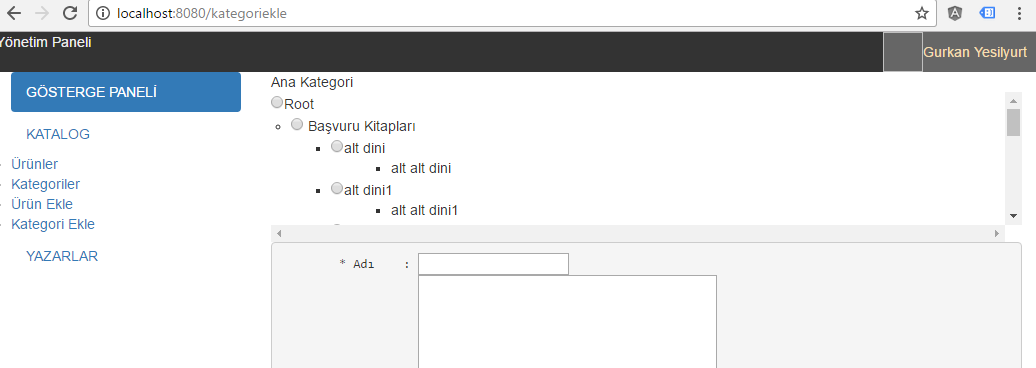 localhost:8080/kategoriekle
Yönetim Paneli
Gurkan Yesilyurt
GÖSTERGE PANELİ
KATALOG
Ürünler
Kategoriler
Ürün Ekle
Kategori Ekle
YAZARLAR
Ana Kategori
Root
Başvuru Kitapları
alt dini
alt alt dini
alt dini1
alt alt dini1
* Adı :